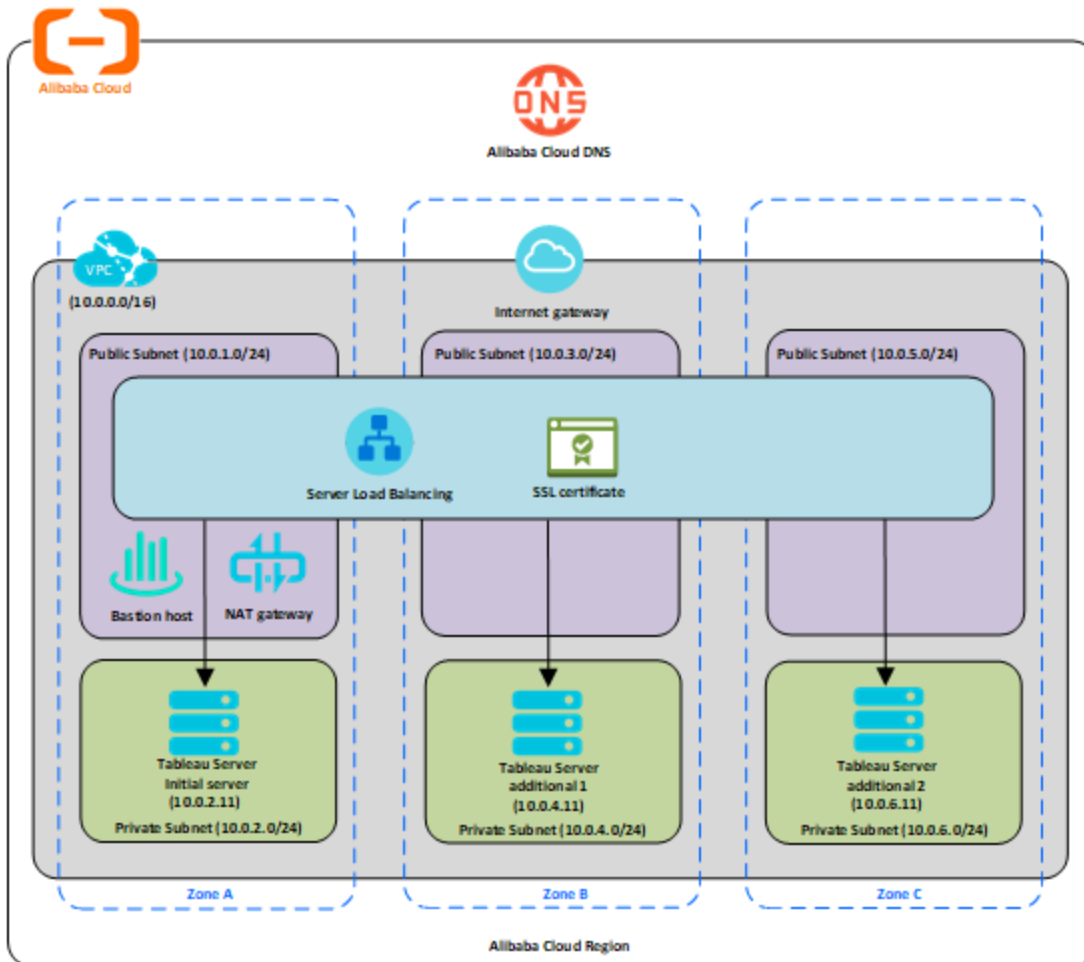 Alibaba Cloud
DNS
Alibaba Cloud DNS
VPC
(10.0.0.0/16)
Internet gateway
Public Subnet (10.0.1.0/24)
Public Subnet (10.0.3.0/24)
Public Subnet (10.0.5.0/24)
Server Load Balancing
SSL certificate
Bastion host
NAT gateway
Tableau Server
Initial server
(10.0.2.11)
Private Subnet (10.0.2.0/24)
Tableau Server
additional 1
(10.0.4.11)
Private Subnet (10.0.4.0/24)
Tableau Server
additional 2
(10.0.6.11)
Private Subnet (10.0.6.0/24)
Zone A
Zone B
Zone C
Alibaba Cloud Region